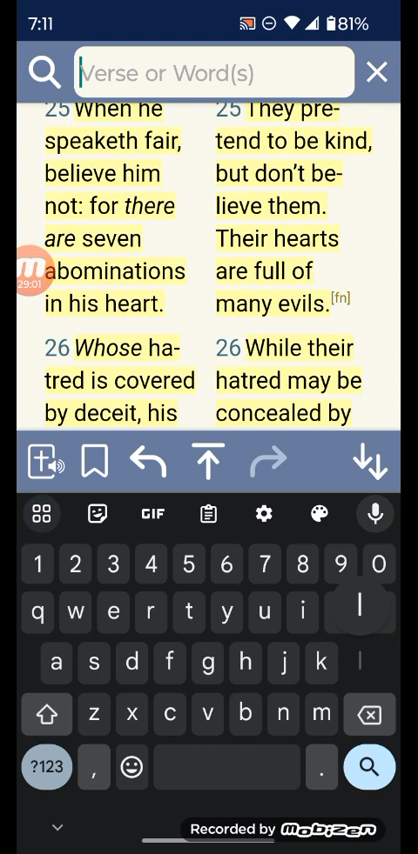 7:11 81%
Verse or Word(s)
25 When he
speaketh fair,
believe him
not: for there
are seven
abominations
in his heart.
26 Whose ha-
tred is covered
by deceit, his
25 They pre-
tend to be kind,
but don't be-
lieve them.
Their hearts
are full of
many evils.[fn]
26 While their
hatred may be
concealed by
29:01
GIF
1 2 3 4 5 6 7 8 9 0
q w e r t y u i l
a s d f g h j k l
z x c v b n m
?123 , .
Recorded by mobizen